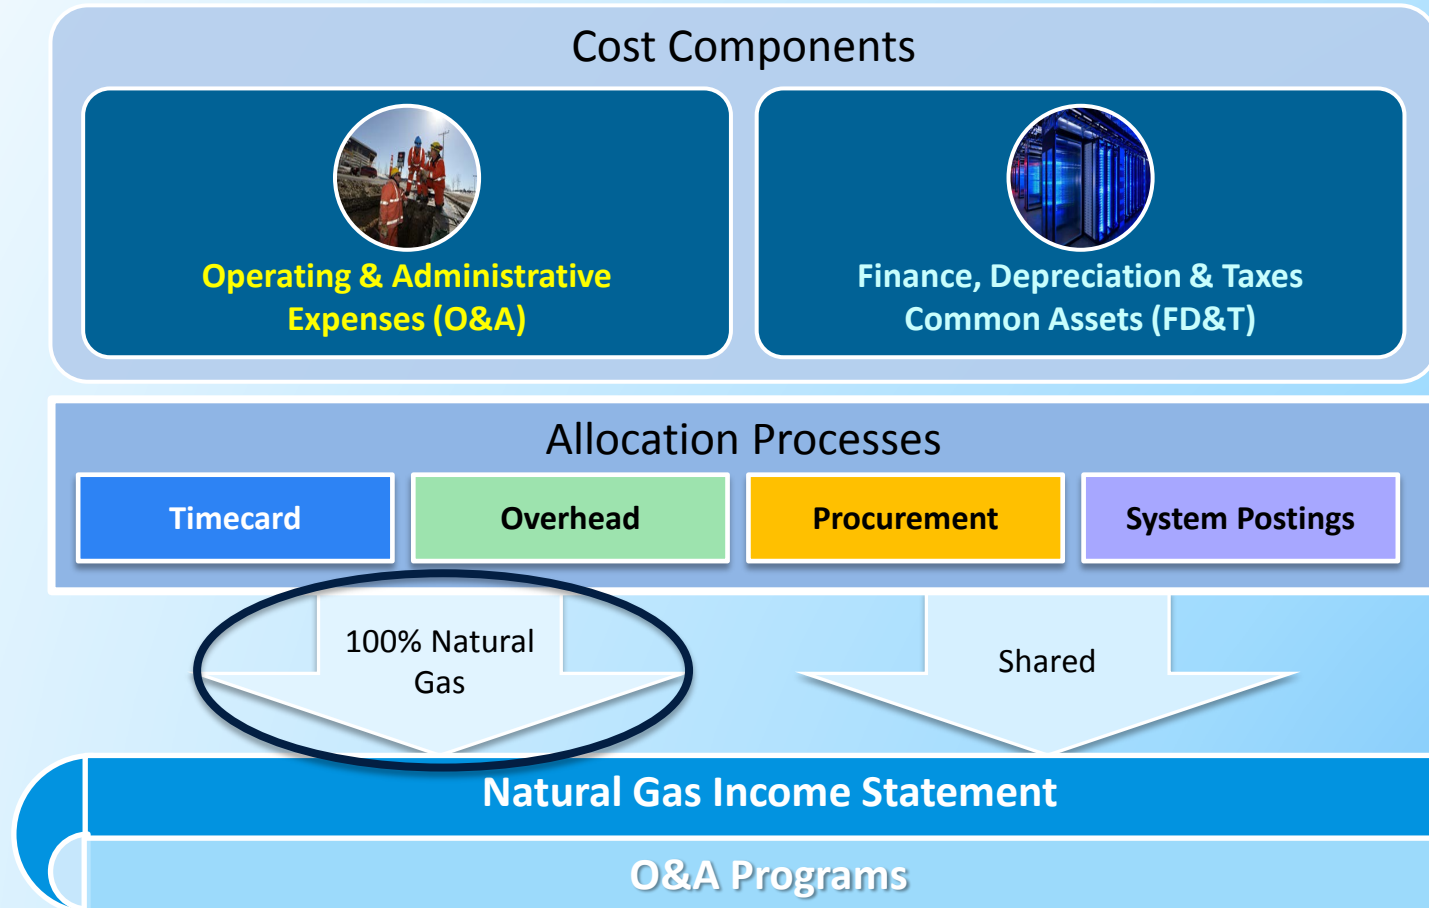 Cost Components
Operating & Administrative
Expenses (O&A)
Finance, Depreciation & Taxes
Common Assets (FD&T)
Allocation Processes
Timecard
Overhead
Procurement
System Postings
100% Natural
Gas
Shared
Natural Gas Income Statement
O&A Programs